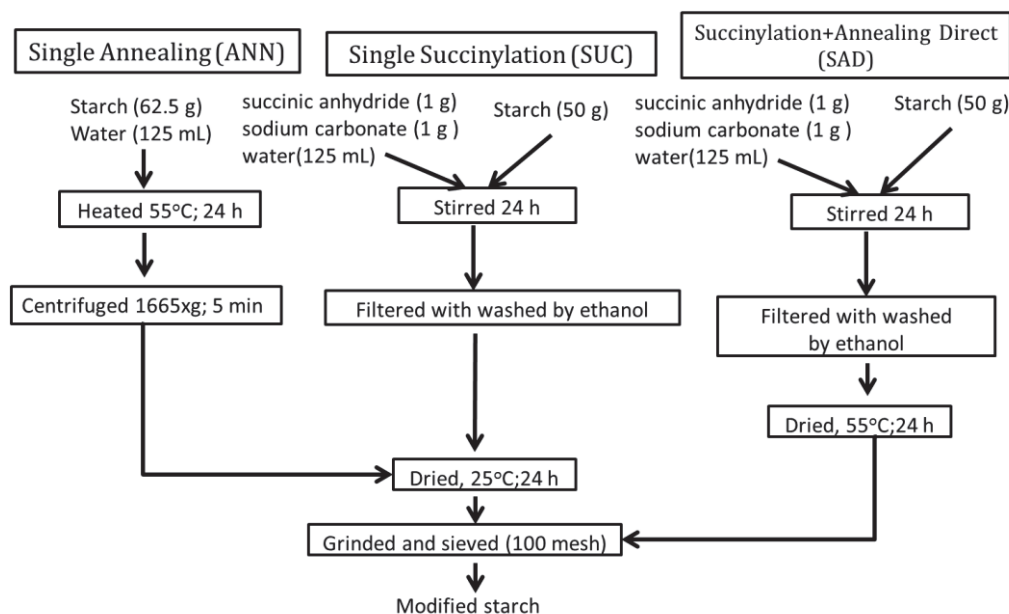 Single Annealing (ANN)
Starch (62.5 g)
Water (125 mL)
Heated 55°C; 24 h
Centrifuged 1665xg; 5 min
Single Succinylation (SUC)
succinic anhydride (1 g)
sodium carbonate (1 g )
water(125 mL)
Starch (50 g)
Stirred 24 h
Filtered with washed by ethanol
Dried, 25°C;24 h
Succinylation+Annealing Direct
(SAD)
succinic anhydride (1 g)
sodium carbonate (1 g )
water(125 mL)
Starch (50 g)
Stirred 24 h
Filtered with washed
by ethanol
Dried, 55°C;24 h
Grinded and sieved (100 mesh)
Modified starch